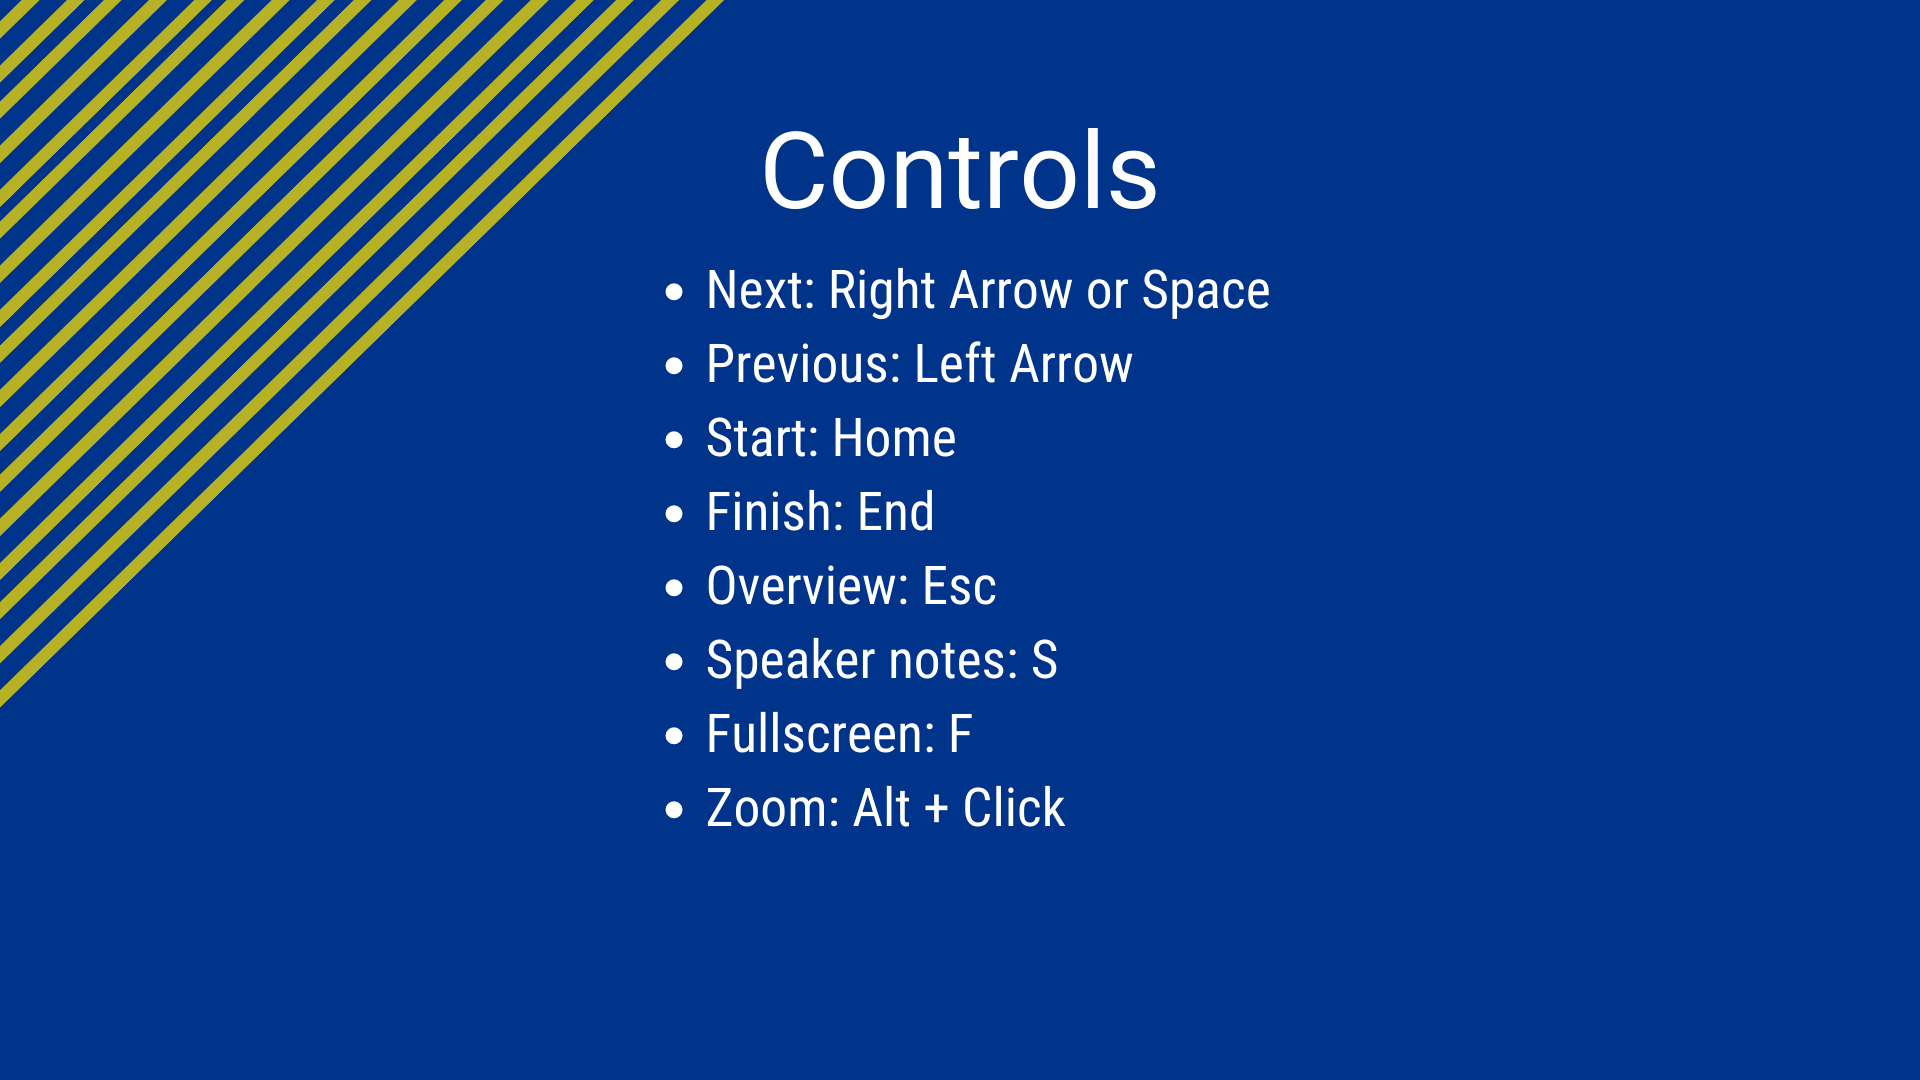 Controls
• Next: Right Arrow or Space
• Previous: Left Arrow
• Start: Home
• Finish: End
• Overview: Esc
• Speaker notes: S
• Fullscreen: F
• Zoom: Alt + Click